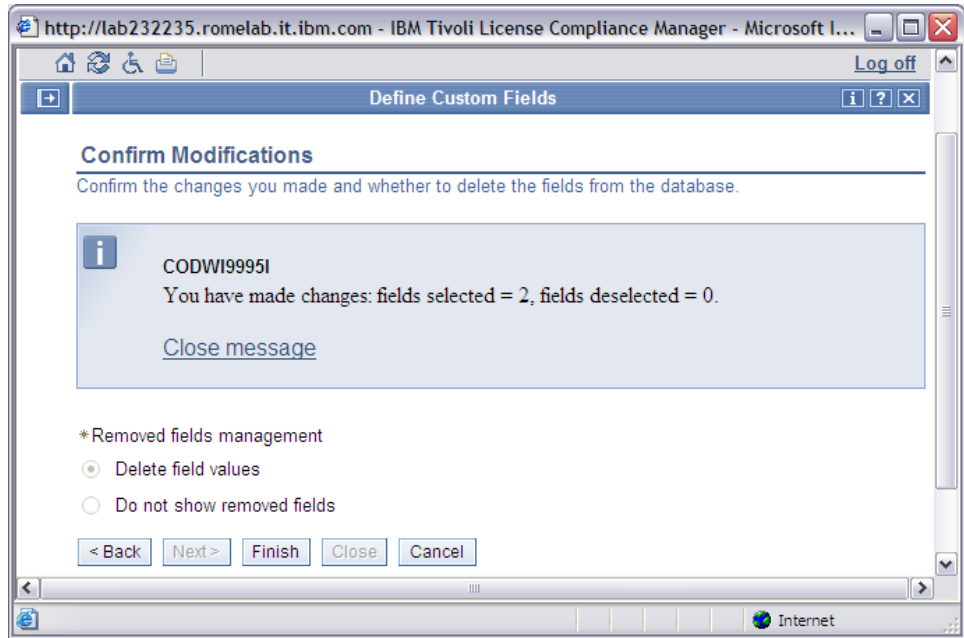 http://lab232235.romelab.it.ibm.com - IBM Tivoli License Compliance Manager - Microsoft I...
Log off
Define Custom Fields
i ? X
Confirm Modifications
Confirm the changes you made and whether to delete the fields from the database.
i
CODWI9995I
You have made changes: fields selected = 2, fields deselected = 0.
Close message
*Removed fields management
Delete field values
Do not show removed fields
< Back Next > Finish Close Cancel
Internet